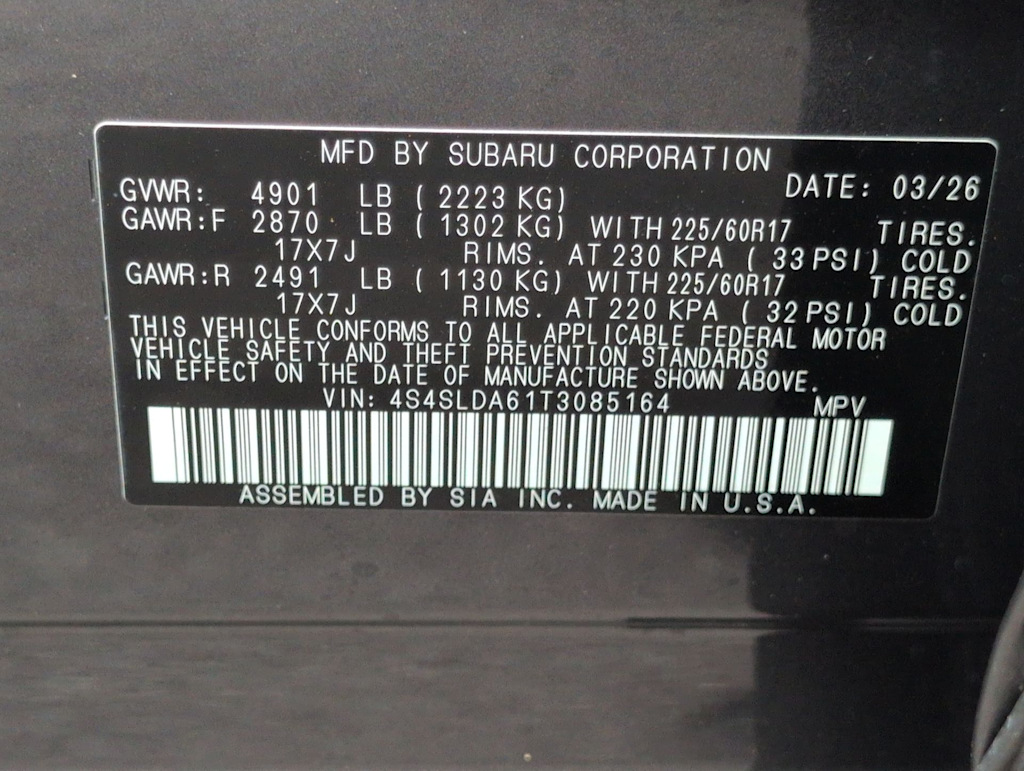 MFD BY SUBARU CORPORATION
GVWR: 4901 LB ( 2223 KG) DATE: 03/26
GAWR:F 2870 LB ( 1302 KG) WITH 225/60R17 TIRES.
17X7J RIMS. AT 230 KPA ( 33 PSI) COLD
GAWR:R 2491 LB ( 1130 KG) WITH 225/60R17 TIRES.
17X7J RIMS. AT 220 KPA ( 32 PSI) COLD
THIS VEHICLE CONFORMS TO ALL APPLICABLE FEDERAL MOTOR
VEHICLE SAFETY AND THEFT PREVENTION STANDARDS
IN EFFECT ON THE DATE OF MANUFACTURE SHOWN ABOVE.
VIN: 4S4SLDA61T3085164 MPV
ASSEMBLED BY SIA INC. MADE IN U.S.A.